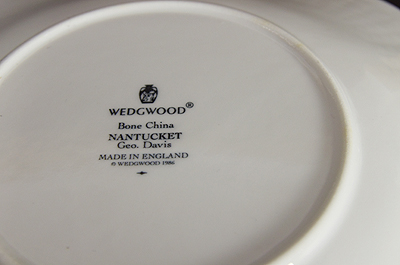 WEDGWOOD®
Bone China
NANTUCKET
Geo. Davis
MADE IN ENGLAND
© WEDGWOOD 1986